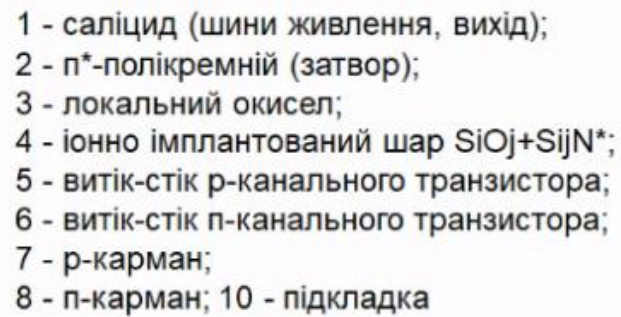 1 - саліцид (шини живлення, вихід);
2 - п*-полікремній (затвор);
3 - локальний окисел;
4 - іонно імплантований шар SiOj+SijN*;
5 - витік-стік р-канального транзистора;
6 - витік-стік п-канального транзистора;
7 - р-карман;
8 - п-карман; 10 - підкладка